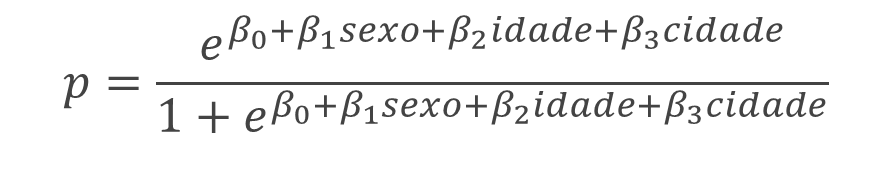 p = e^{β₀+β₁sexo+β₂idade+β₃cidade} / 1 + e^{β₀+β₁sexo+β₂idade+β₃cidade}